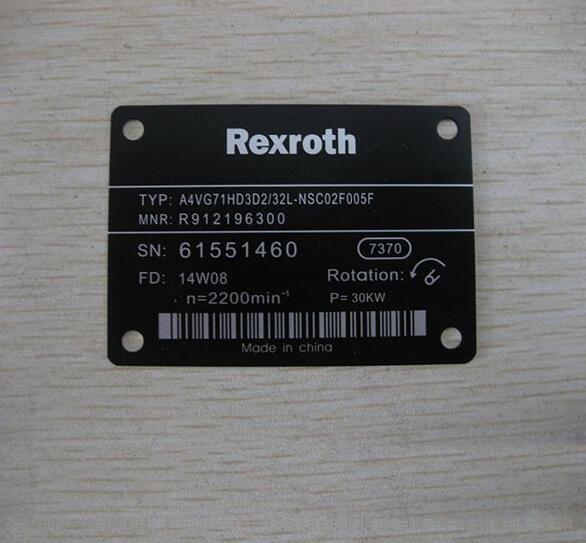 Rexroth
TYP: A4VG71HD3D2/32L-NSC02F005F
MNR: R912196300
SN: 61551460 7370
FD: 14W08 Rotation:
n=2200min⁻¹ P= 30KW
Made in china